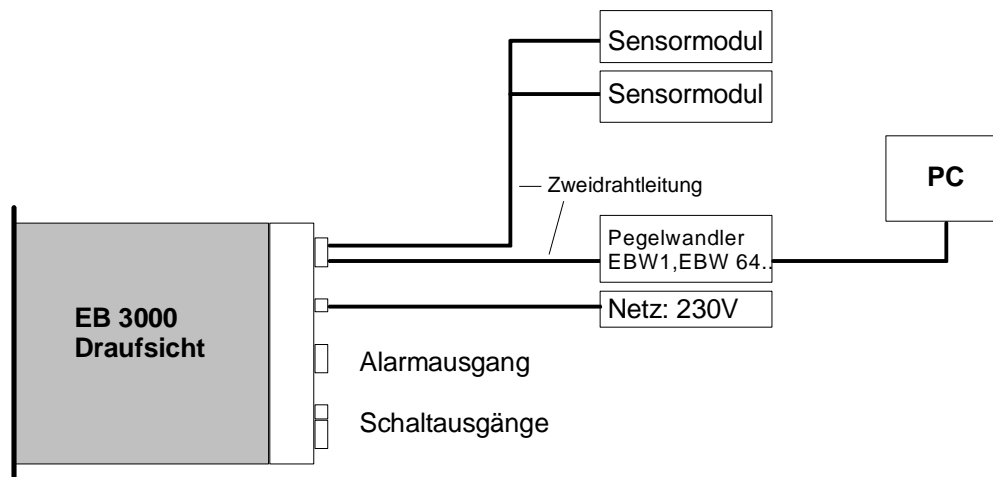 Sensormodul
Sensormodul
PC
Zweidrahtleitung
Pegelwandler
EBW1,EBW 64..
Netz: 230V
EB 3000
Draufsicht
Alarmausgang
Schaltausgänge